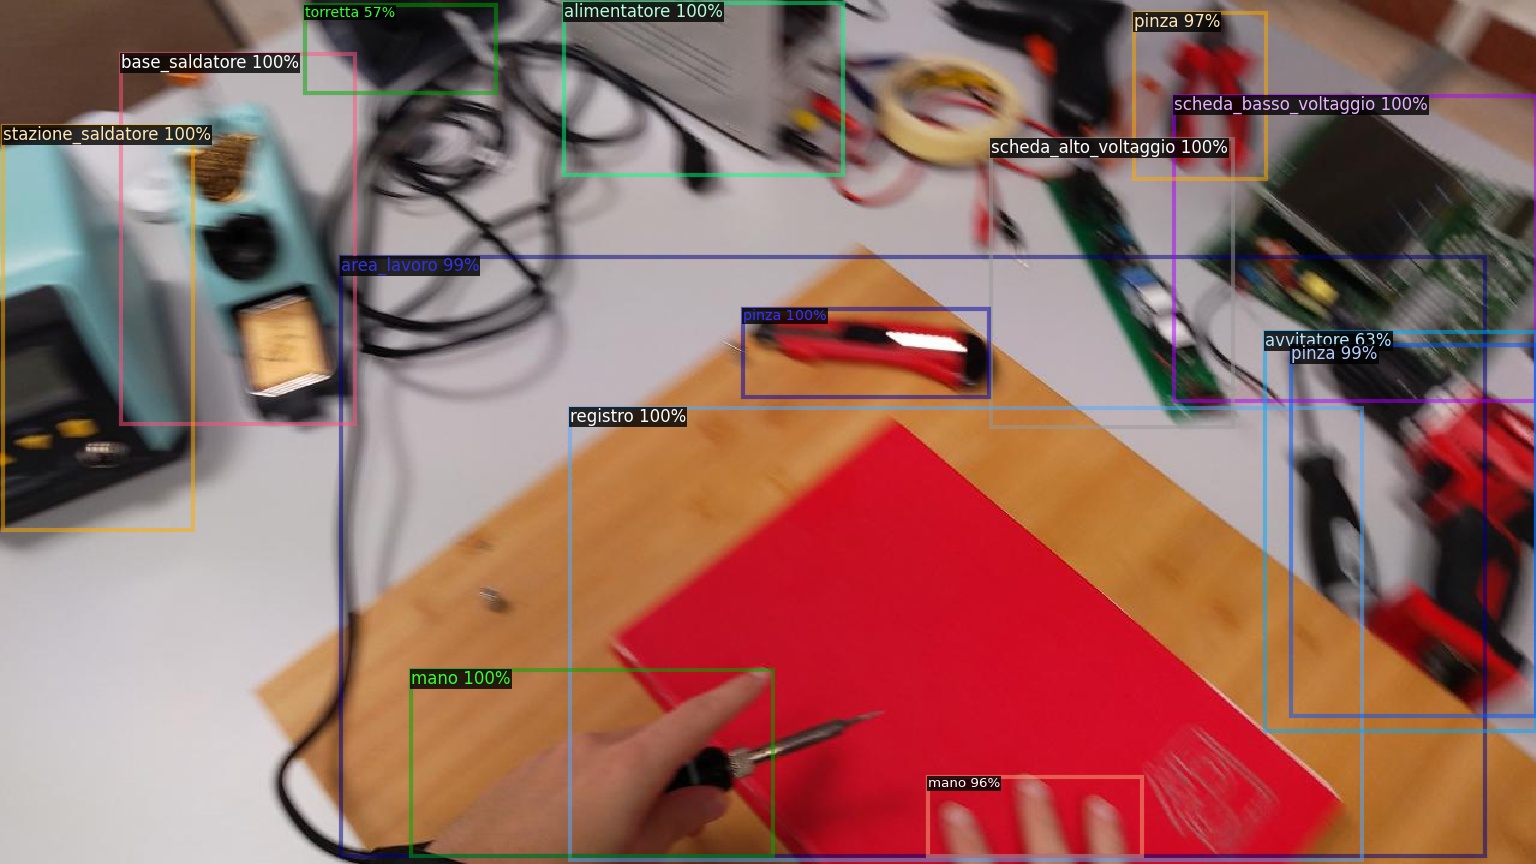 torretta 57%
alimentatore 100%
pinza 97%
base_saldatore 100%
scheda_basso_voltaggio 100%
stazione_saldatore 100%
scheda_alto_voltaggio 100%
area_lavoro 99%
pinza 100%
avvitatore 63%
pinza 99%
registro 100%
mano 100%
mano 96%